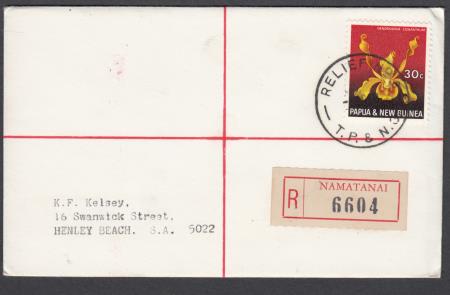 DENDROBIUM CONANTHUM
30c
PAPUA & NEW GUINEA
RELIEF
T.P. & N.G
NAMATANAI
R 6604
K.F. Kelsey,
16 Swanwick Street,
HENLEY BEACH. S.A. 5022